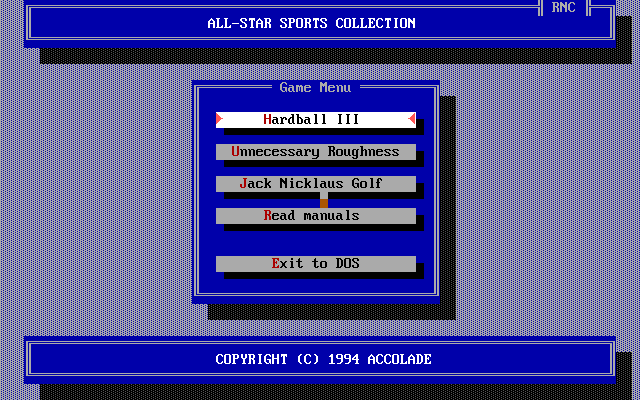 RNC
ALL-STAR SPORTS COLLECTION
Game Menu
Hardball III
Unnecessary Roughness
Jack Nicklaus Golf
Read manuals
Exit to DOS
COPYRIGHT (C) 1994 ACCOLADE